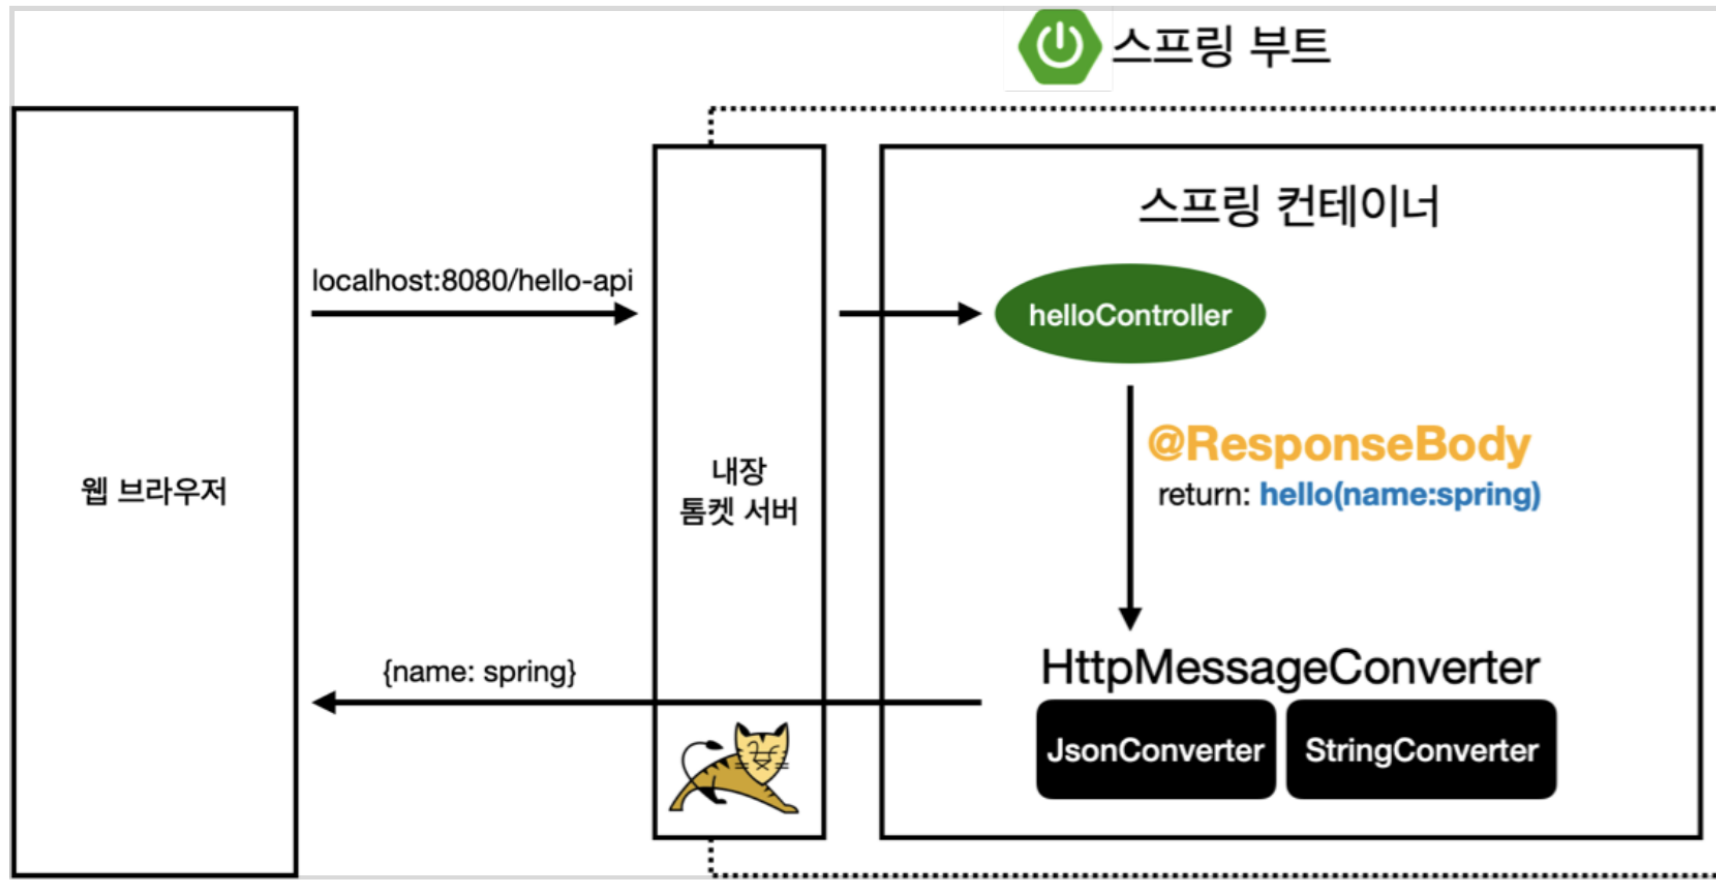 스프링 부트
스프링 컨테이너
localhost:8080/hello-api
helloController
@ResponseBody
return: hello(name:spring)
웹 브라우저
내장
톰켓 서버
{name: spring}
HttpMessageConverter
JsonConverter
StringConverter